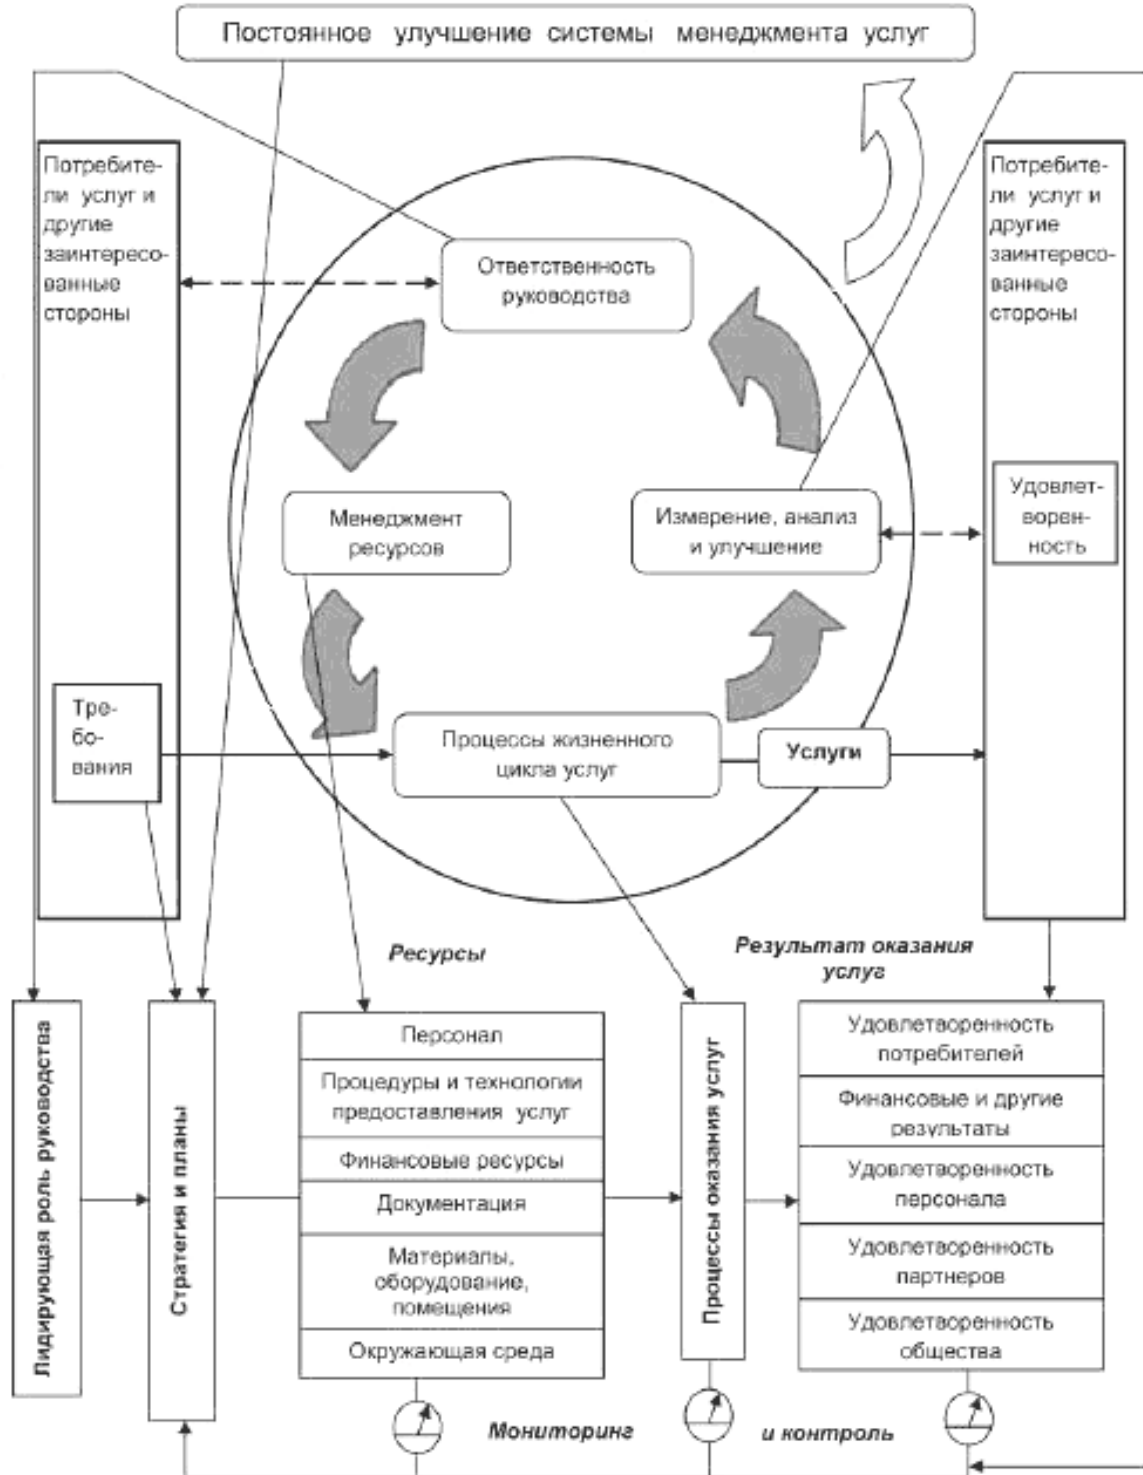 Постоянное улучшение системы менеджмента услуг
Потребите-
ли услуг и
другие
заинтересо-
ванные
стороны
Потребите-
ли услуг и
другие
заинтересо-
ванные
стороны
Ответственность
руководства
Менеджмент
ресурсов
Измерение, анализ
и улучшение
Удовлет-
ворен-
ность
Тре-
бо-
вания
Процессы жизненного
цикла услуг
Услуги
Ресурсы
Результат оказания
услуг
Лидирующая роль руководства
Стратегия и планы
Персонал
Процедуры и технологии
предоставления услуг
Финансовые ресурсы
Документация
Материалы,
оборудование,
помещения
Окружающая среда
Процессы оказания услуг
Удовлетворенность
потребителей
Финансовые и другие
результаты
Удовлетворенность
персонала
Удовлетворенность
партнеров
Удовлетворенность
общества
Мониторинг и контроль